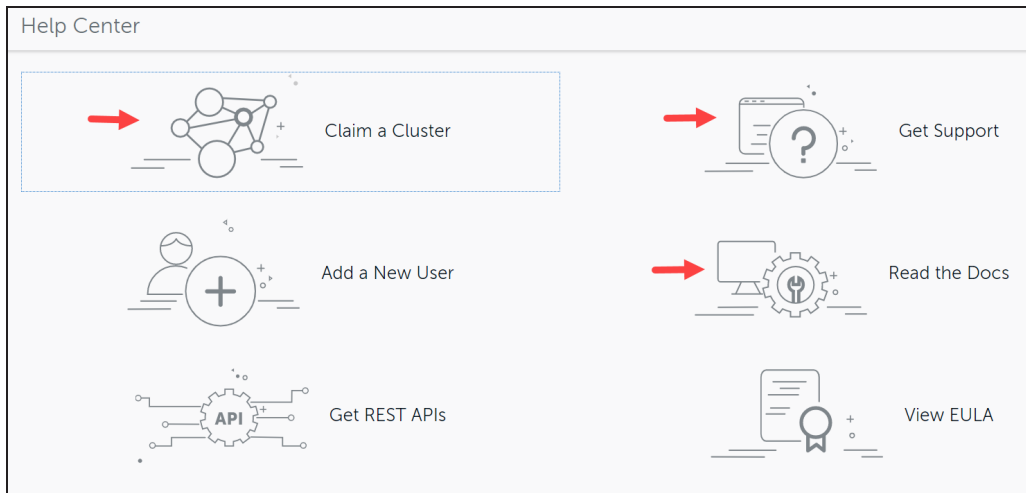 Help Center
Claim a Cluster
Get Support
?
Add a New User
Read the Docs
API
Get REST APIs
View EULA